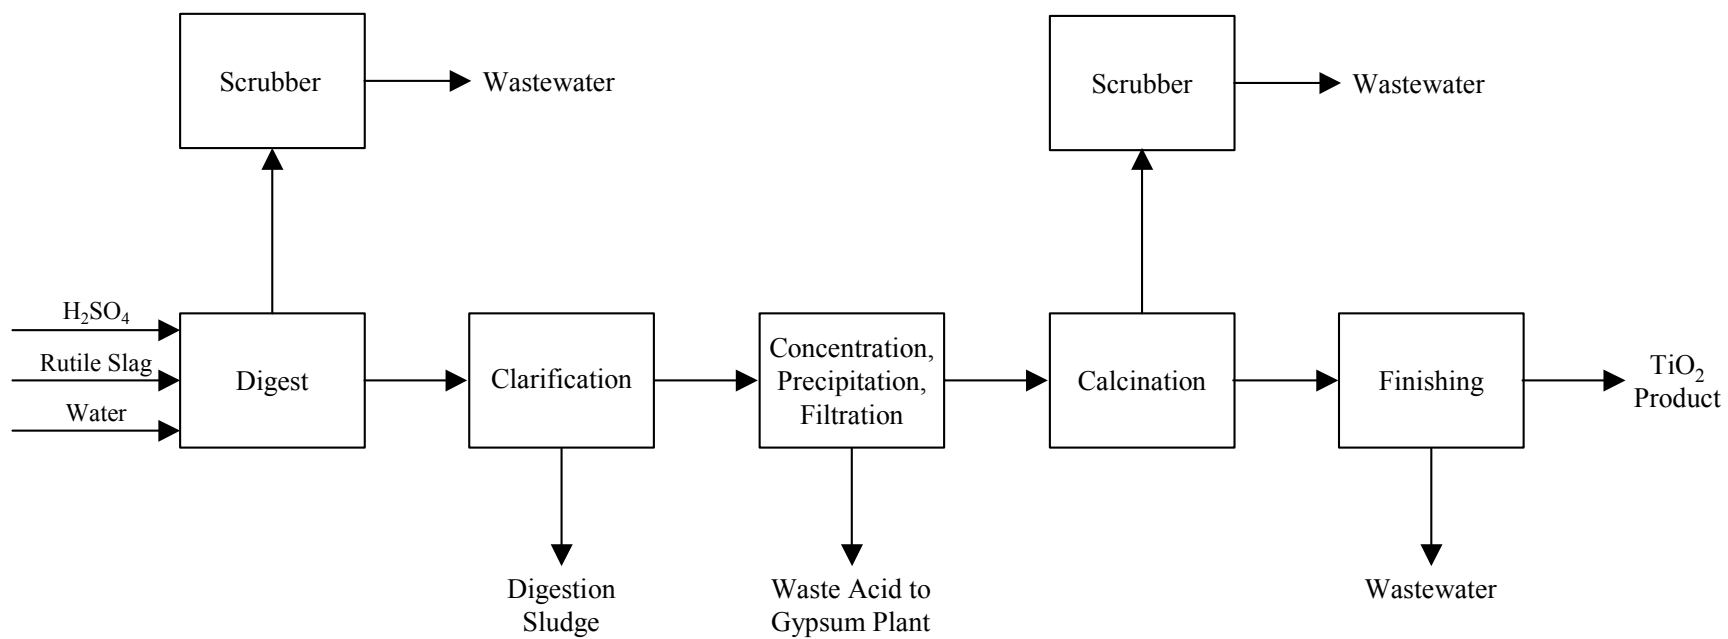 Scrubber
Wastewater
Scrubber
Wastewater
H₂SO₄
Rutile Slag
Water
Digest
Clarification
Concentration,
Precipitation,
Filtration
Calcination
Finishing
TiO₂
Product
Digestion
Sludge
Waste Acid to
Gypsum Plant
Wastewater